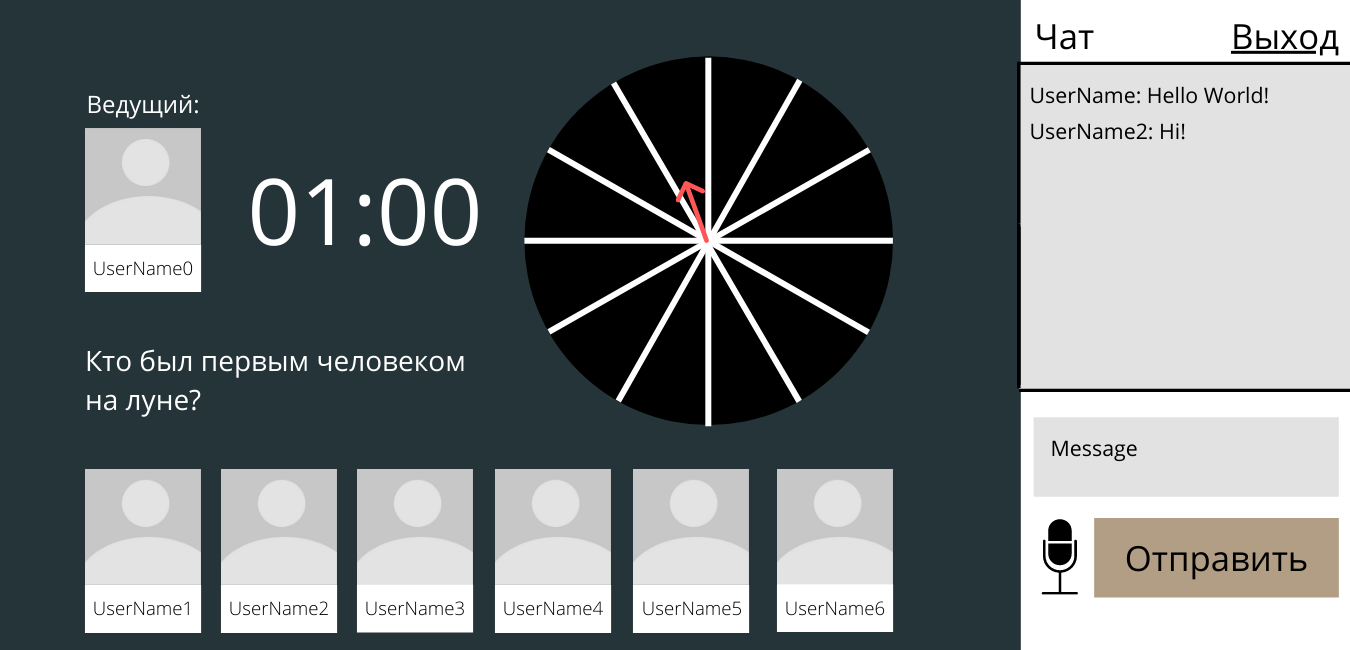 Ведущий:
UserName0
01:00
Кто был первым человеком
на луне?
UserName1
UserName2
UserName3
UserName4
UserName5
UserName6
Чат
Выход
UserName: Hello World!
UserName2: Hi!
Message
Отправить